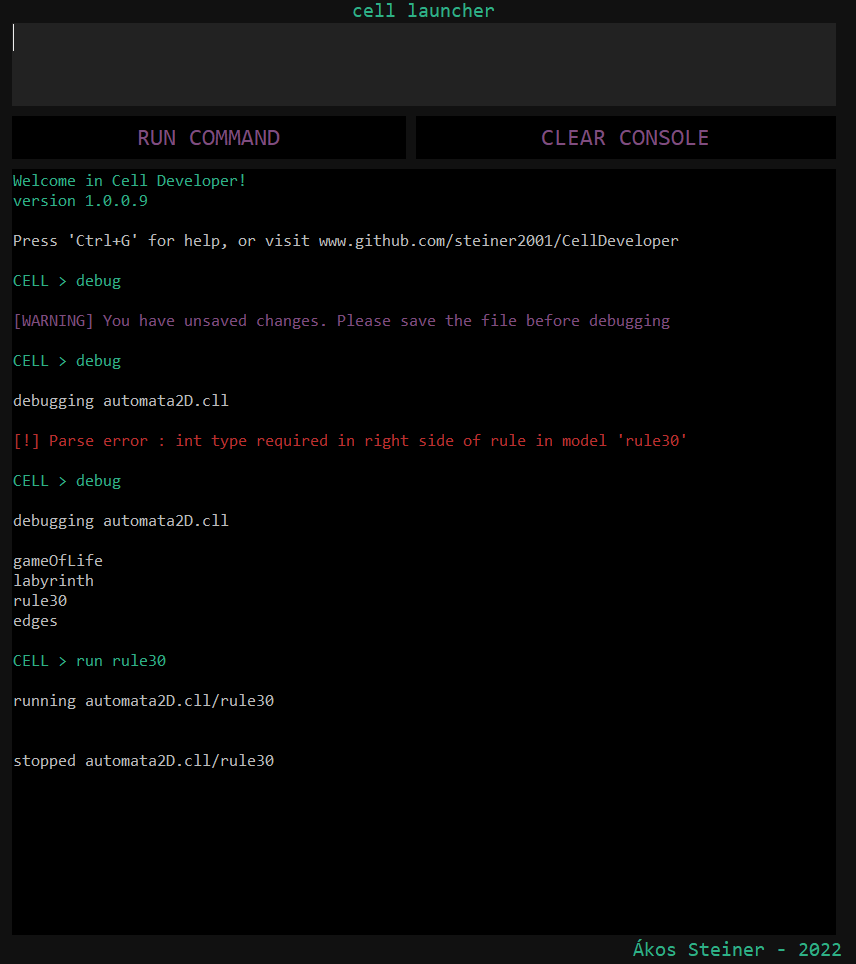 cell launcher
RUN COMMAND
CLEAR CONSOLE
Welcome in Cell Developer!
version 1.0.0.9
Press 'Ctrl+G' for help, or visit www.github.com/steiner2001/CellDeveloper
CELL > debug
[WARNING] You have unsaved changes. Please save the file before debugging
CELL > debug
debugging automata2D.cll
[!] Parse error : int type required in right side of rule in model 'rule30'
CELL > debug
debugging automata2D.cll
gameOfLife
labyrinth
rule30
edges
CELL > run rule30
running automata2D.cll/rule30
stopped automata2D.cll/rule30
Ákos Steiner - 2022